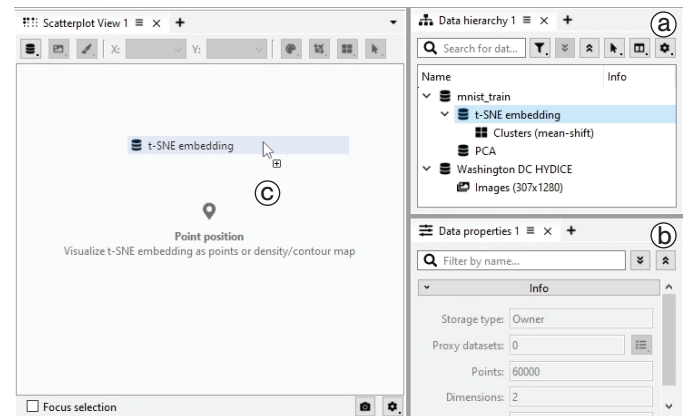 Scatterplot View 1
X:
Y:
t-SNE embedding
c
Point position
Visualize t-SNE embedding as points or density/contour map
Focus selection
Data hierarchy 1
a
Search for dat...
Name Info
mnist_train
t-SNE embedding
Clusters (mean-shift)
PCA
Washington DC HYDICE
Images (307x1280)
Data properties 1
b
Filter by name...
Info
Storage type: Owner
Proxy datasets: 0
Points: 60000
Dimensions: 2